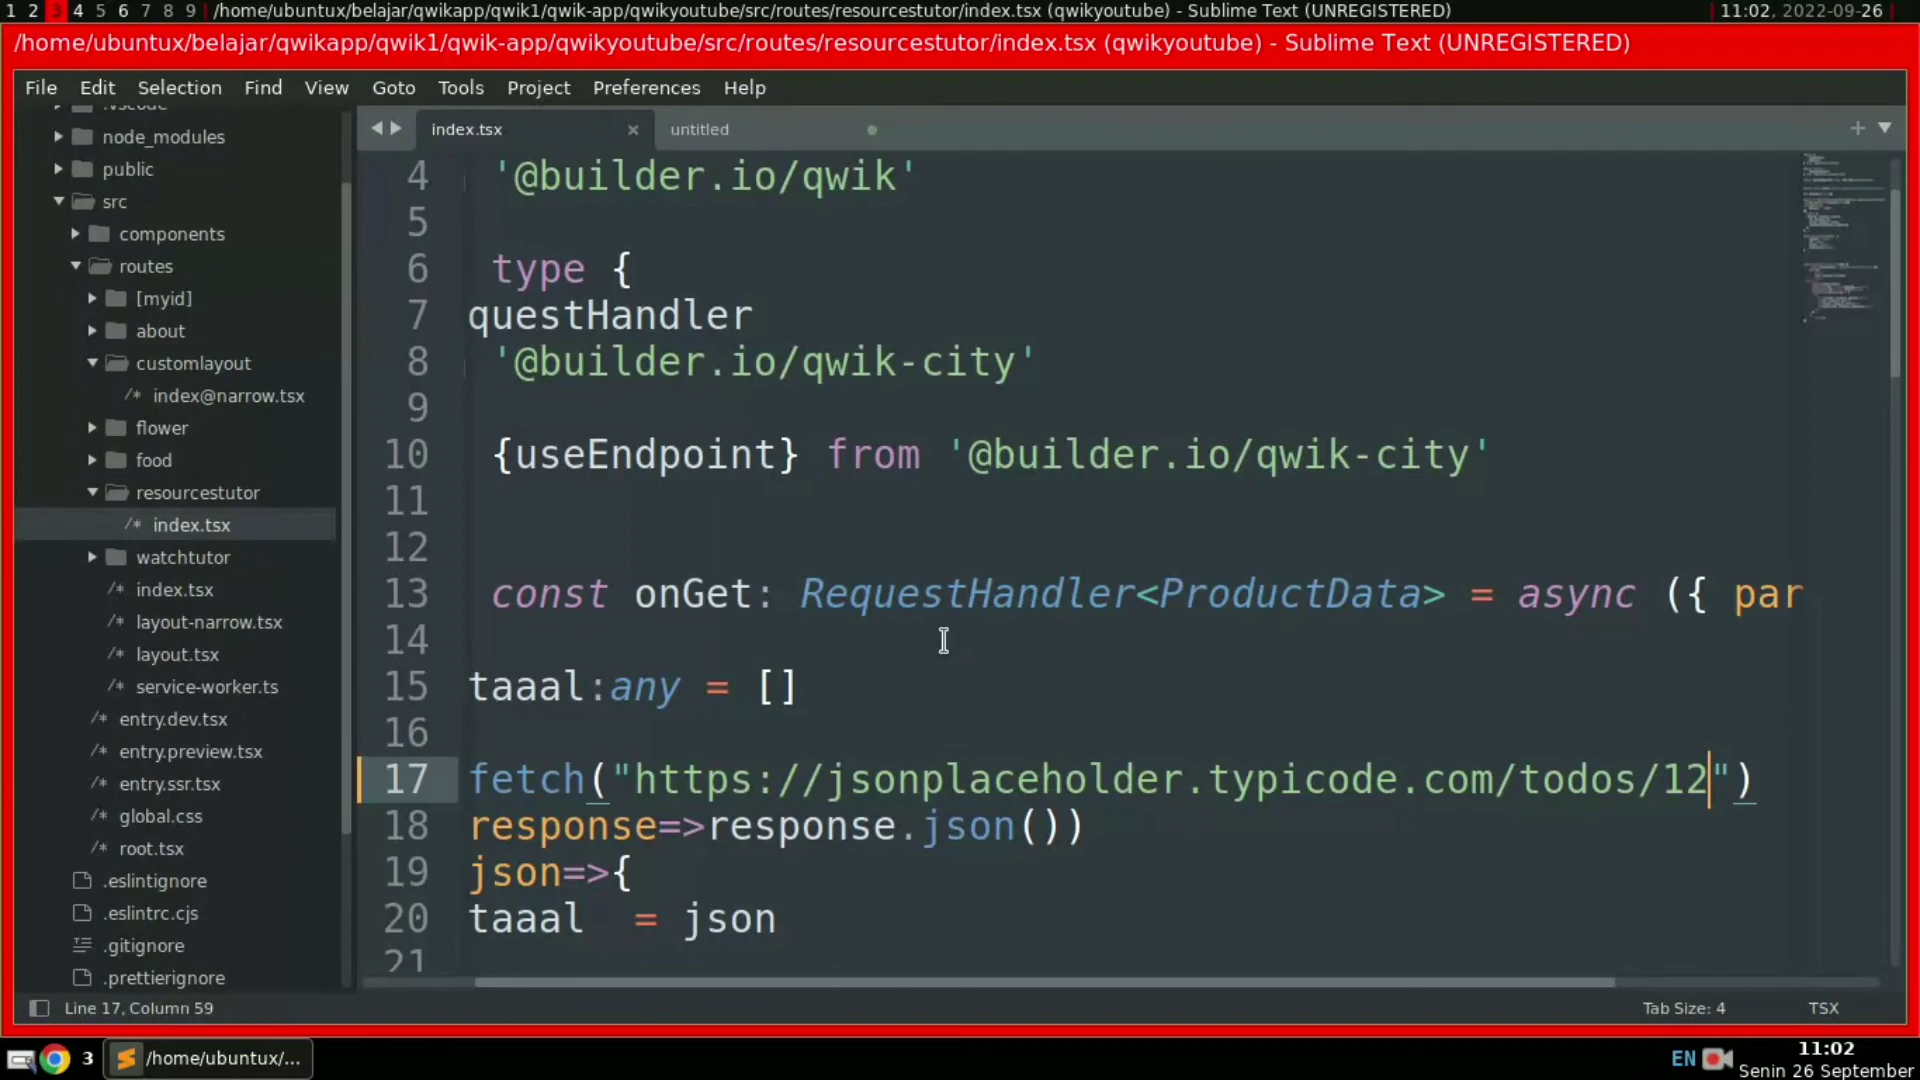 1 2 3 4 5 6 7 8 9 /home/ubuntux/belajar/qwikapp/qwik1/qwik-app/qwikyoutube/src/routes/resourcestutor/index.tsx (qwikyoutube) - Sublime Text (UNREGISTERED) 11:02, 2022-09-26
/home/ubuntux/belajar/qwikapp/qwik1/qwik-app/qwikyoutube/src/routes/resourcestutor/index.tsx (qwikyoutube) - Sublime Text (UNREGISTERED)
File Edit Selection Find View Goto Tools Project Preferences Help
.vscode
node_modules
public
src
components
routes
[myid]
about
customlayout
/* index@narrow.tsx
flower
food
resourcestutor
/* index.tsx
watchtutor
/* index.tsx
/* layout-narrow.tsx
/* layout.tsx
/* service-worker.ts
/* entry.dev.tsx
/* entry.preview.tsx
/* entry.ssr.tsx
/* global.css
/* root.tsx
.eslintignore
.eslintrc.cjs
.gitignore
.prettierignore
index.tsx × untitled
4 '@builder.io/qwik'
5
6 type {
7 questHandler
8 '@builder.io/qwik-city'
9
10 {useEndpoint} from '@builder.io/qwik-city'
11
12
13 const onGet: RequestHandler<ProductData> = async ({ par
14
15 taaal:any = []
16
17 fetch("https://jsonplaceholder.typicode.com/todos/12")
18 response=>response.json())
19 json=>{
20 taaal = json
21
Line 17, Column 59 Tab Size: 4 TSX
3 /home/ubuntux/... EN 11:02
Senin 26 September